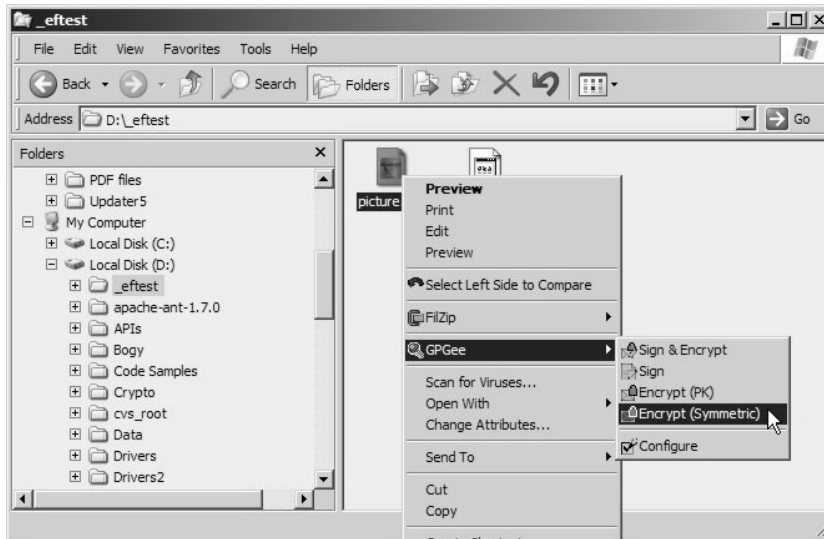 _eftest
File Edit View Favorites Tools Help
Back Search Folders
Address D:\_eftest Go
Folders
PDF files
Updater5
My Computer
Local Disk (C:)
Local Disk (D:)
_eftest
apache-ant-1.7.0
APIs
Bogy
Code Samples
Crypto
cvs_root
Data
Drivers
Drivers2
picture
Preview
Print
Edit
Preview
Select Left Side to Compare
FilZip
GPGee
Scan for Viruses...
Open With
Change Attributes...
Send To
Cut
Copy
Sign & Encrypt
Sign
Encrypt (PK)
Encrypt (Symmetric)
Configure